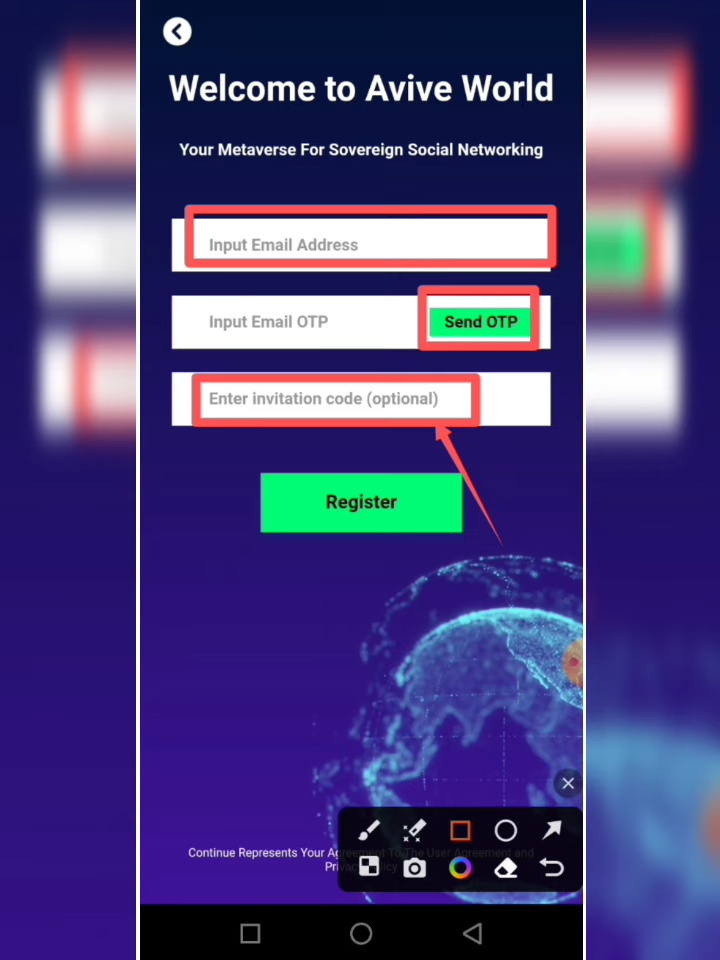 Welcome to Avive World
Your Metaverse For Sovereign Social Networking
Input Email Address
Input Email OTP
Send OTP
Enter invitation code (optional)
Register
Continue Represents Your Agreement To The User Agreement and
Privacy Policy